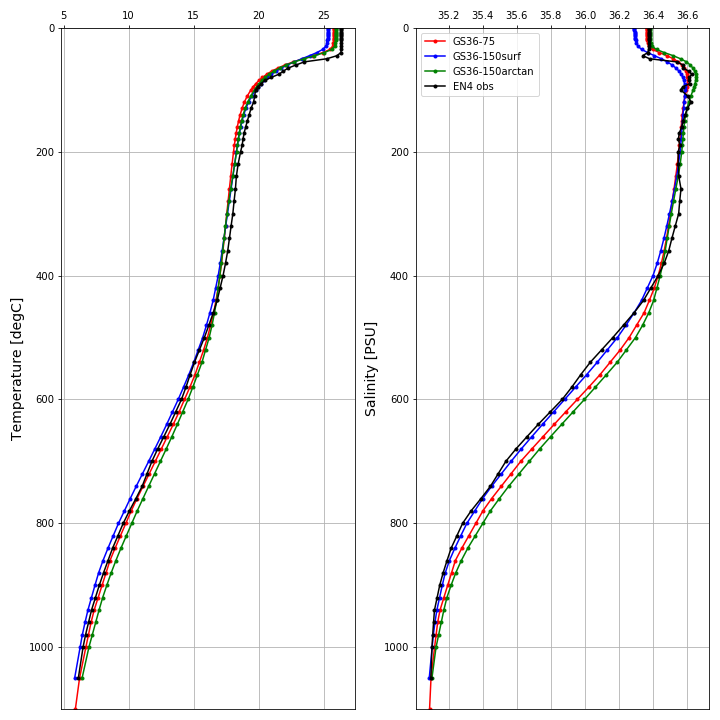 5 10 15 20 25
35.2 35.4 35.6 35.8 36.0 36.2 36.4 36.6
0
200
400
600
800
1000
Temperature [degC]
0
200
400
600
800
1000
Salinity [PSU]
GS36-75
GS36-150surf
GS36-150arctan
EN4 obs